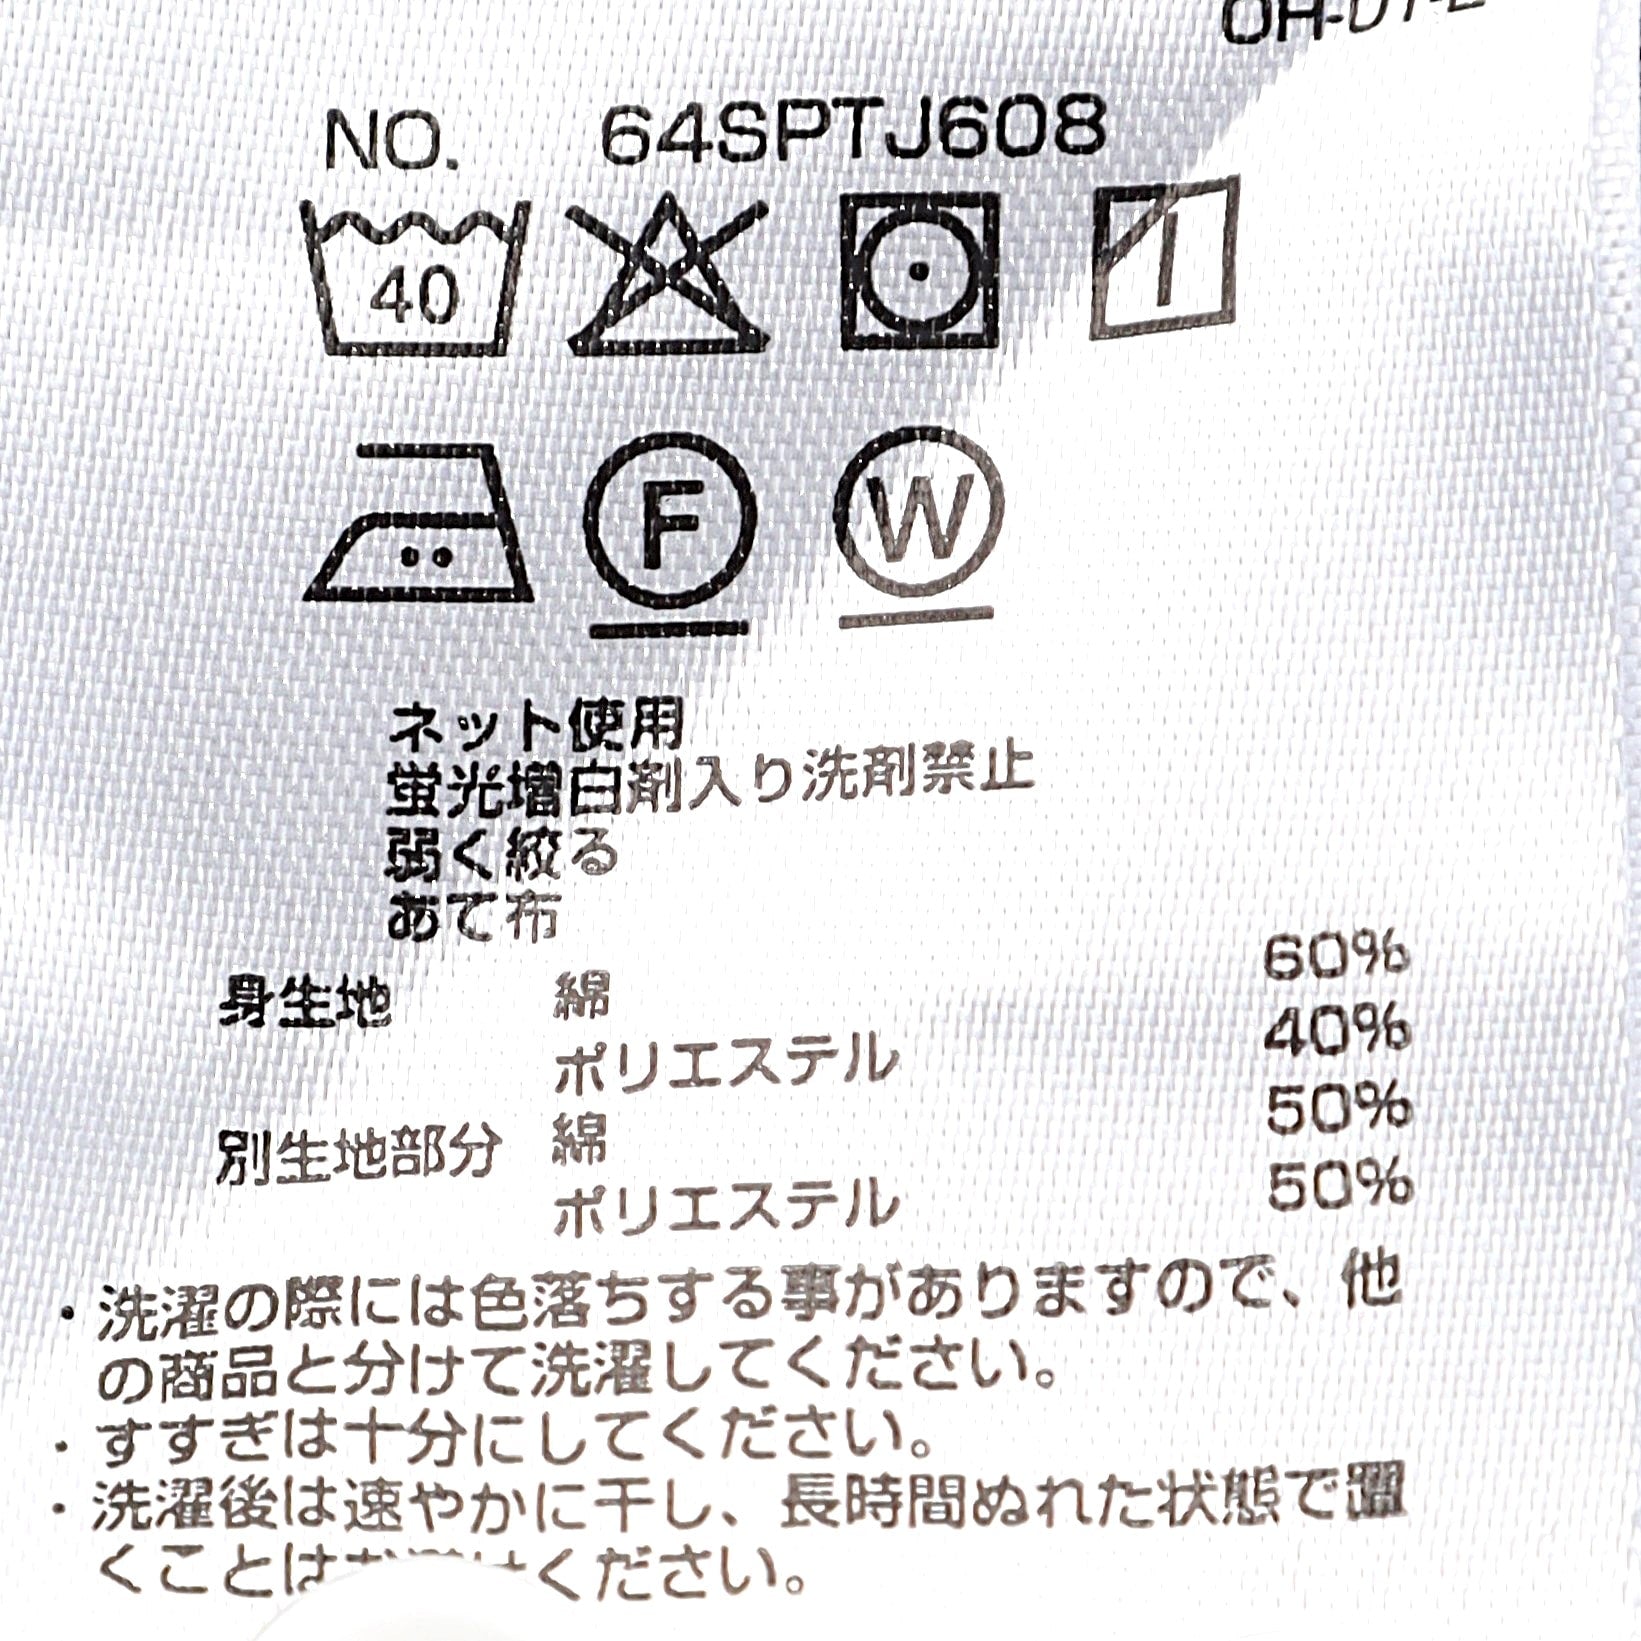 NO. 64SPTJ608
40
F W
ネット使用
蛍光増白剤入り洗剤禁止
弱く絞る
あて布
身生地 綿 60%
ポリエステル 40%
別生地部分 綿 50%
ポリエステル 50%
・洗濯の際には色落ちする事がありますので、他
の商品と分けて洗濯してください。
・すすぎは十分にしてください。
・洗濯後は速やかに干し、長時間ぬれた状態で置
くことは ください。